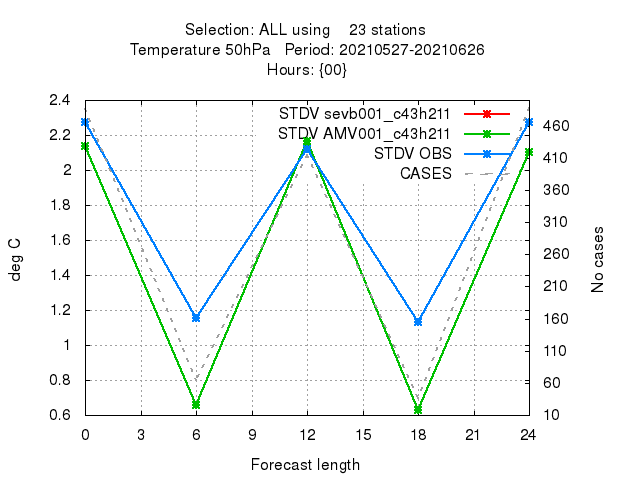 Selection: ALL using    23 stations
Temperature 50hPa   Period: 20210527-20210626
Hours: {00}
STDV sevb001_c43h211
STDV AMV001_c43h211
STDV OBS
CASES
2.4
2.2
2
1.8
1.6
1.4
1.2
1
0.8
0.6
deg C
460
410
360
310
260
210
160
110
60
10
No cases
0 3 6 9 12 15 18 21 24
Forecast length